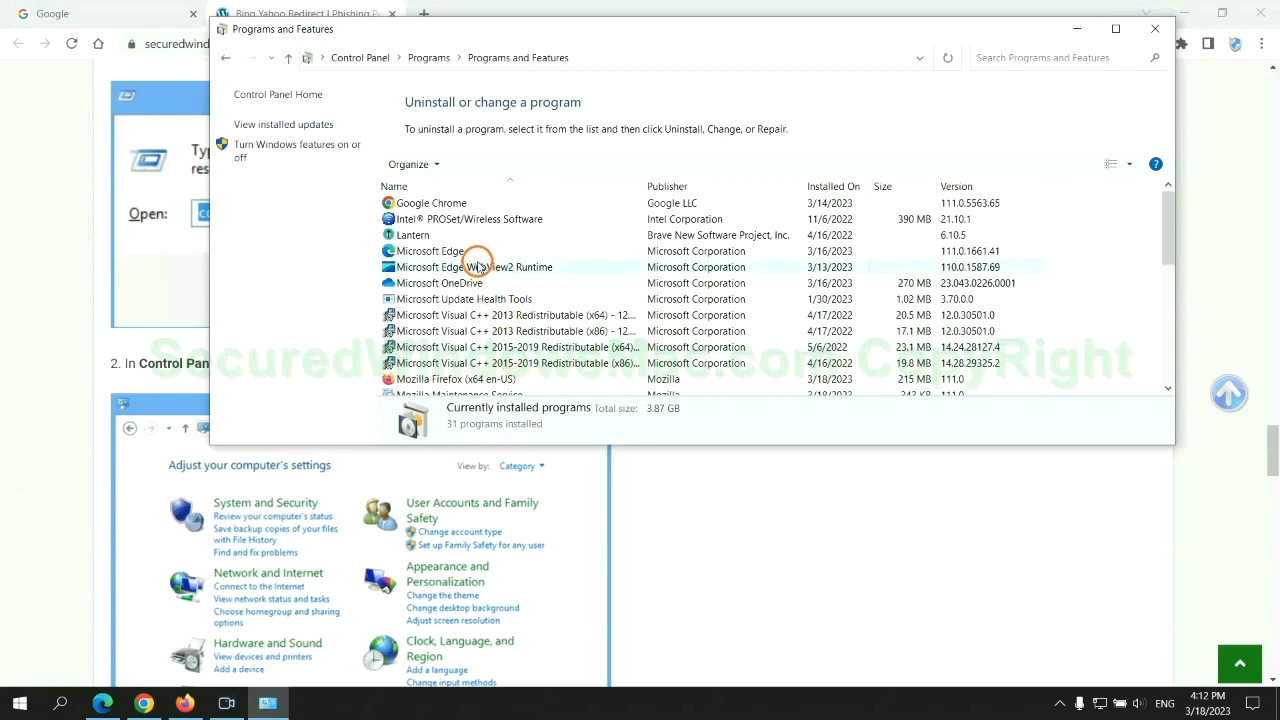 Google
Bing Yahoo Redirect | Phishing P
securedwind
Programs and Features
Control Panel
Programs
Programs and Features
Search Programs and Features
Control Panel Home
View installed updates
Turn Windows features on or
off
Uninstall or change a program
To uninstall a program, select it from the list and then click Uninstall, Change, or Repair.
Organize
Name Publisher Installed On Size Version
Google Chrome Google LLC 3/14/2023 111.0.5563.65
Intel® PROSet/Wireless Software Intel Corporation 11/6/2022 390 MB 21.10.1
Lantern Brave New Software Project, Inc. 4/16/2022 6.10.5
Microsoft Edge Microsoft Corporation 3/16/2023 111.0.1661.41
Microsoft Edge WebView2 Runtime Microsoft Corporation 3/13/2023 110.0.1587.69
Microsoft OneDrive Microsoft Corporation 3/16/2023 270 MB 23.043.0226.0001
Microsoft Update Health Tools Microsoft Corporation 1/30/2023 1.02 MB 3.70.0.0
Microsoft Visual C++ 2013 Redistributable (x64) - 12.... Microsoft Corporation 4/17/2022 20.5 MB 12.0.30501.0
Microsoft Visual C++ 2013 Redistributable (x86) - 12.... Microsoft Corporation 4/17/2022 17.1 MB 12.0.30501.0
Microsoft Visual C++ 2015-2019 Redistributable (x64)... Microsoft Corporation 5/6/2022 23.1 MB 14.24.28127.4
Microsoft Visual C++ 2015-2019 Redistributable (x86)... Microsoft Corporation 4/16/2022 19.8 MB 14.28.29325.2
Mozilla Firefox (x64 en-US) Mozilla 3/18/2023 215 MB 111.0
Mozilla Maintenance Service Mozilla 3/18/2023 343 KB 111.0
Currently installed programs Total size: 3.87 GB
31 programs installed
Ty
res
Open:
co
2. In Control Pan
Adjust your computer's settings
View by: Category
System and Security
Review your computer's status
Save backup copies of your files
with File History
Find and fix problems
Network and Internet
Connect to the Internet
View network status and tasks
Choose homegroup and sharing
options
Hardware and Sound
View devices and printers
Add a device
User Accounts and Family
Safety
Change account type
Set up Family Safety for any user
Appearance and
Personalization
Change the theme
Change desktop background
Adjust screen resolution
Clock, Language, and
Region
Add a language
Change input methods
ENG
4:12 PM
3/18/2023